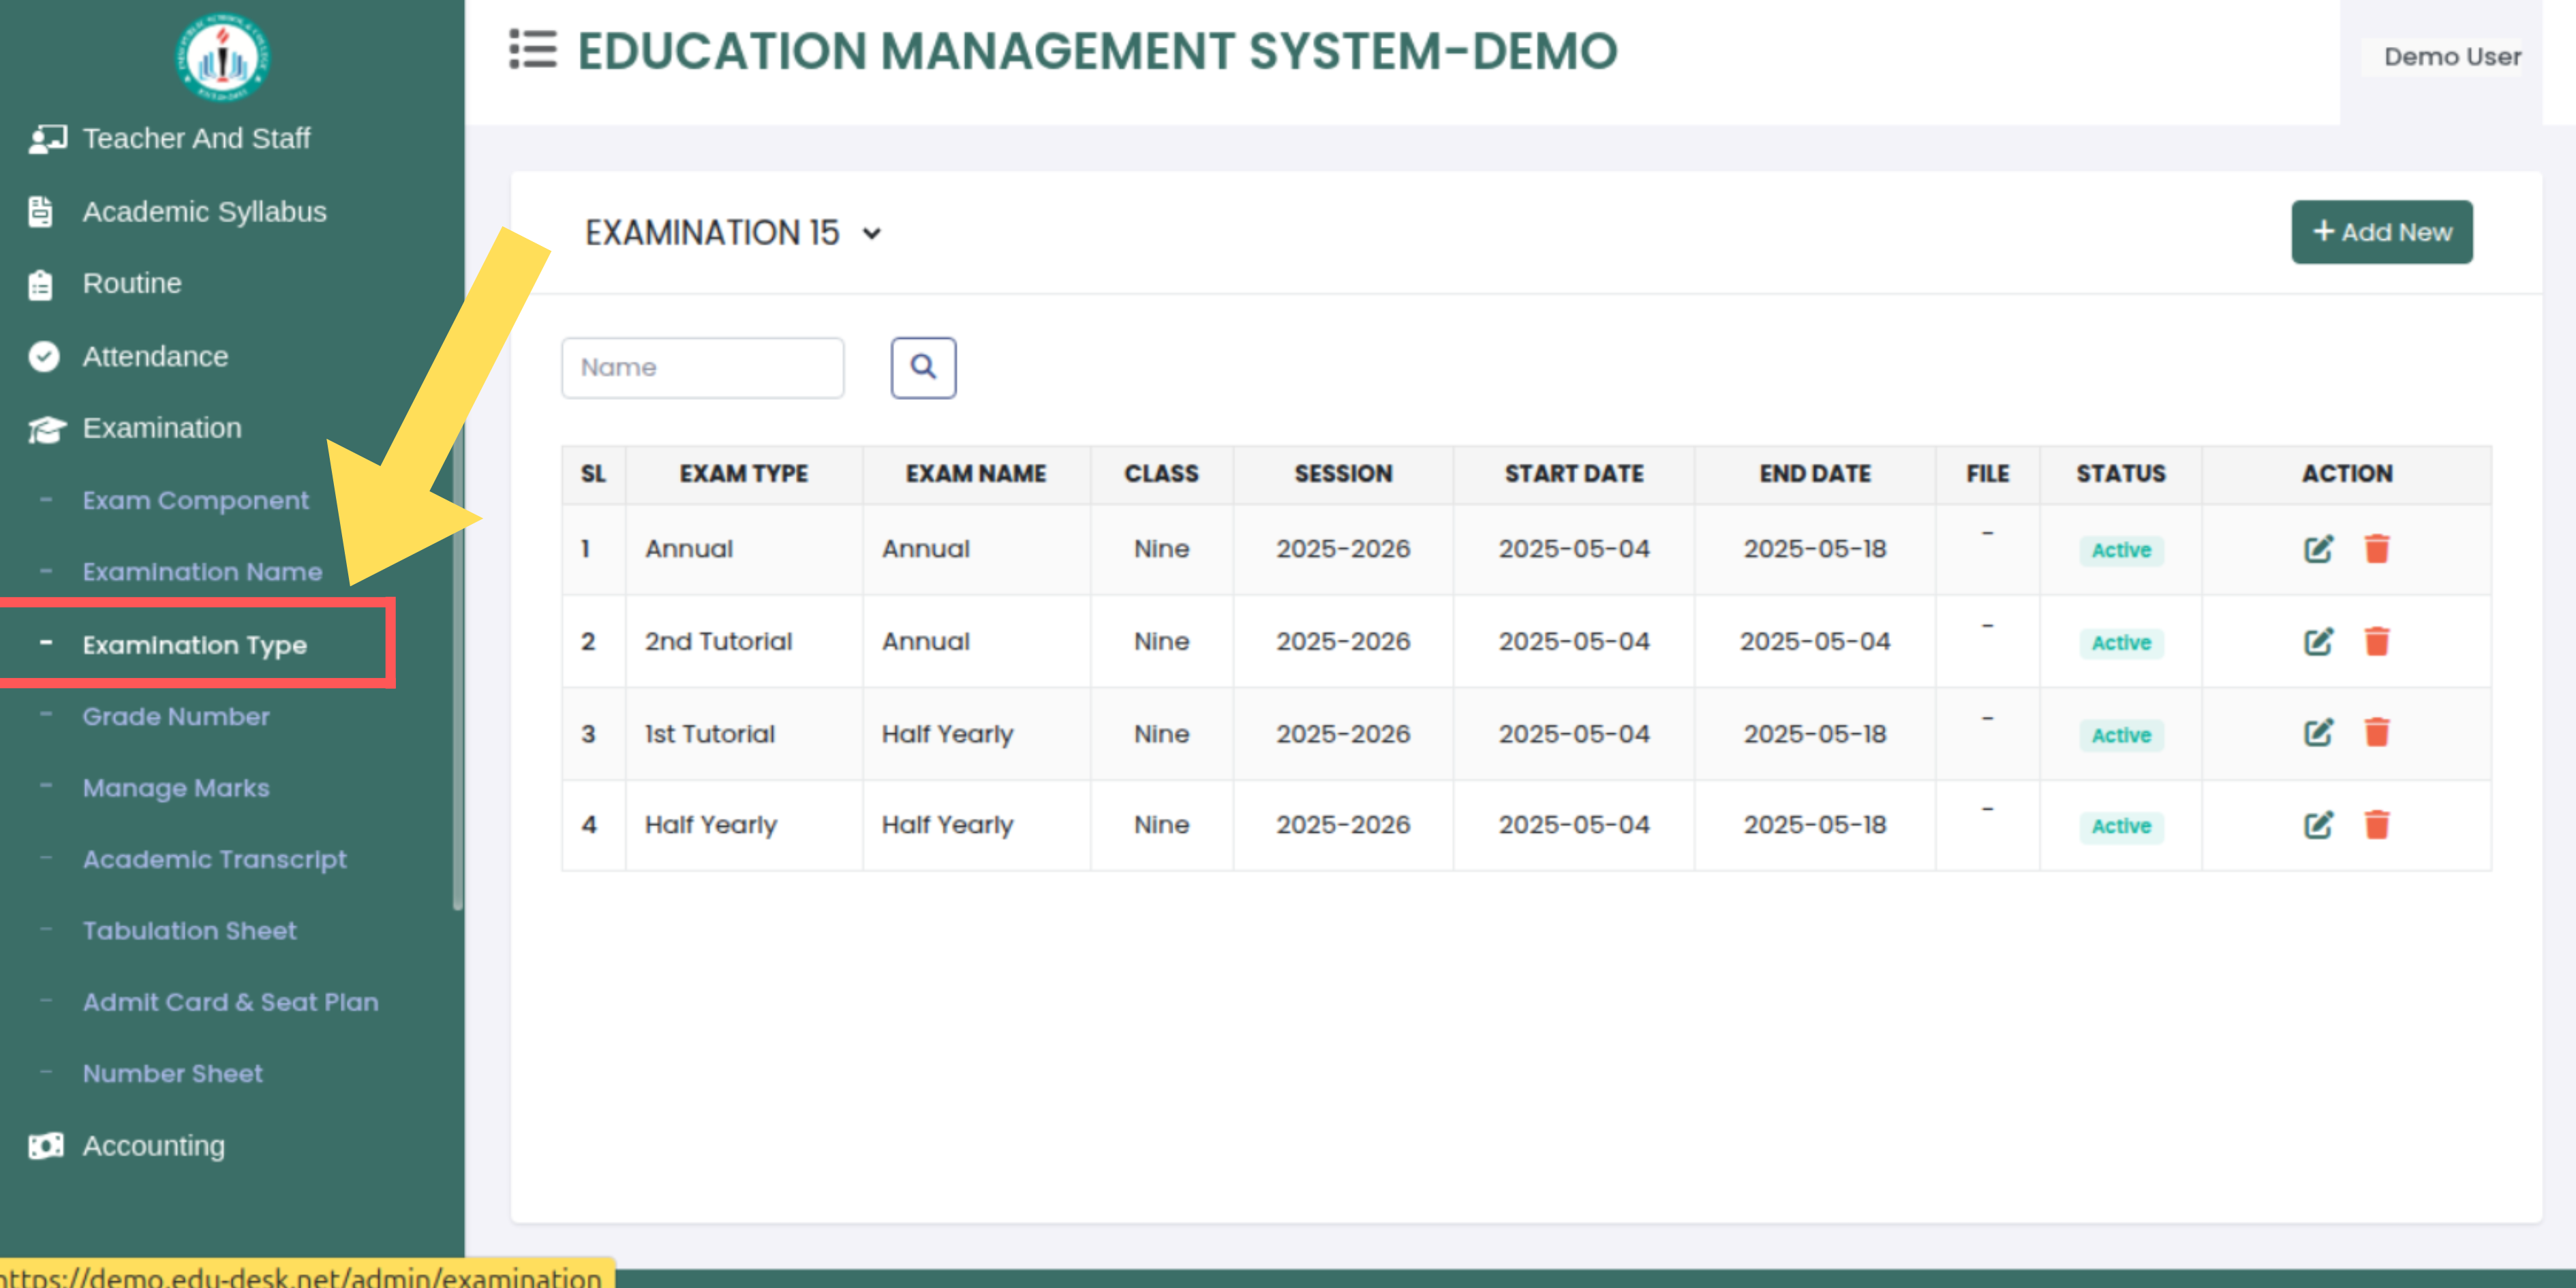 EDUCATION MANAGEMENT SYSTEM-DEMO
Demo User
Teacher And Staff
Academic Syllabus
Routine
Attendance
Examination
- Exam Component
- Examination Name
- Examination Type
- Grade Number
- Manage Marks
- Academic Transcript
- Tabulation Sheet
- Admit Card & Seat Plan
- Number Sheet
Accounting
EXAMINATION 15
+ Add New
Name
SL EXAM TYPE EXAM NAME CLASS SESSION START DATE END DATE FILE STATUS ACTION
1 Annual Annual Nine 2025-2026 2025-05-04 2025-05-18 - Active
2 2nd Tutorial Annual Nine 2025-2026 2025-05-04 2025-05-04 - Active
3 1st Tutorial Half Yearly Nine 2025-2026 2025-05-04 2025-05-18 - Active
4 Half Yearly Half Yearly Nine 2025-2026 2025-05-04 2025-05-18 - Active
https://demo.edu-desk.net/admin/examination